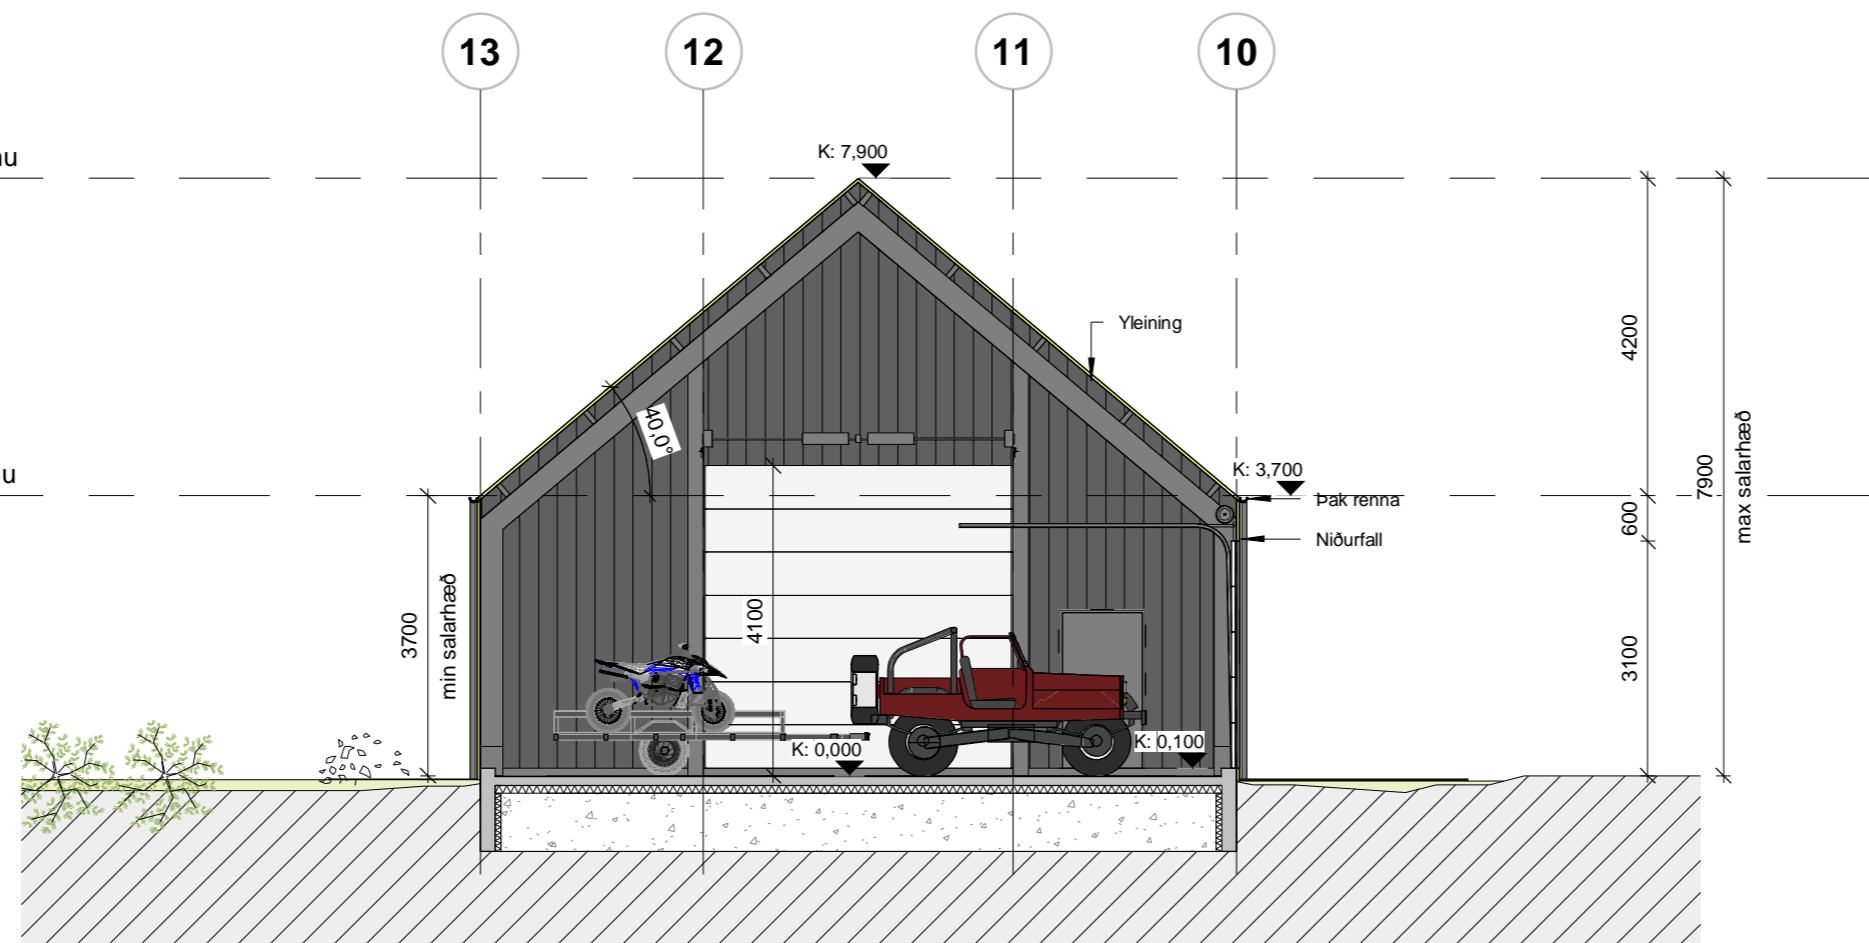 13
12
11
10
nu
K: 7,900
Yleining
4200
40,0°
nu
K: 3,700
Þak renna
7900
max salarhæð
600
Niðurfall
3700
min salarhæð
4100
3100
K: 0,000
K: 0,100